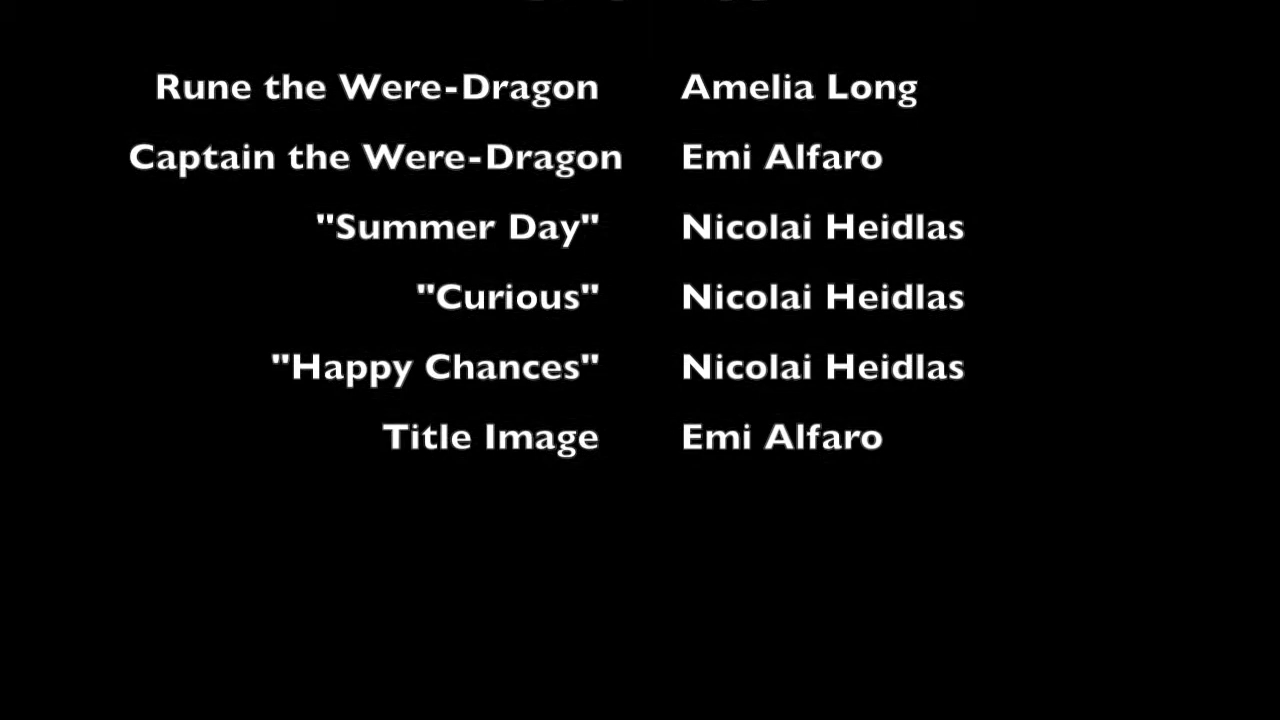 Rune the Were-Dragon Amelia Long
Captain the Were-Dragon Emi Alfaro
"Summer Day" Nicolai Heidlas
"Curious" Nicolai Heidlas
"Happy Chances" Nicolai Heidlas
Title Image Emi Alfaro